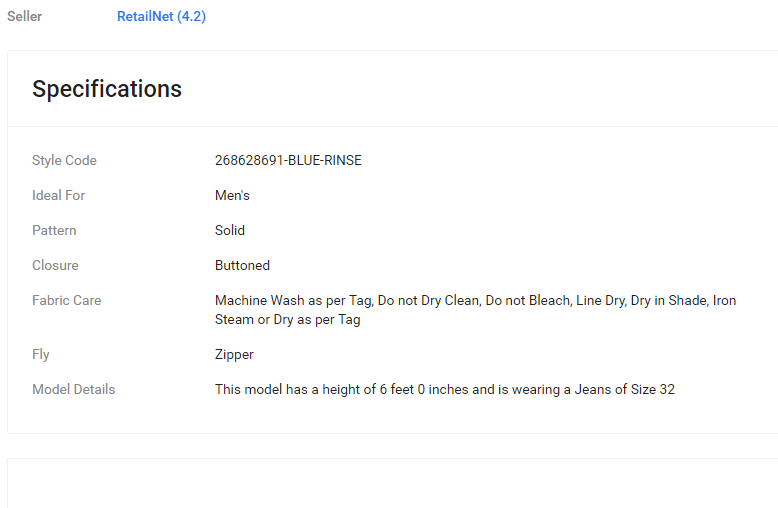 Seller RetailNet (4.2)
Specifications
Style Code 268628691-BLUE-RINSE
Ideal For Men's
Pattern Solid
Closure Buttoned
Fabric Care Machine Wash as per Tag, Do not Dry Clean, Do not Bleach, Line Dry, Dry in Shade, Iron
Steam or Dry as per Tag
Fly Zipper
Model Details This model has a height of 6 feet 0 inches and is wearing a Jeans of Size 32